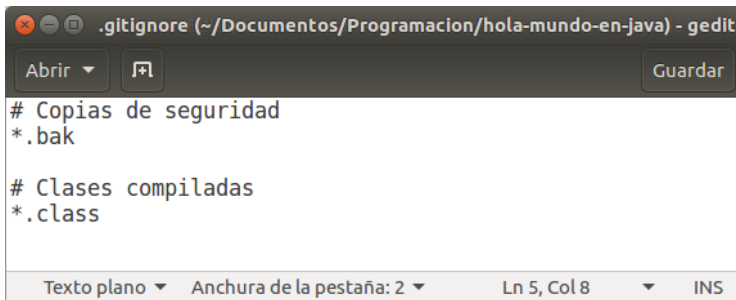 .gitignore (~/Documentos/Programacion/hola-mundo-en-java) - gedit
Abrir Guardar
# Copias de seguridad
*.bak
# Clases compiladas
*.class
Texto plano Anchura de la pestaña: 2 Ln 5, Col 8 INS